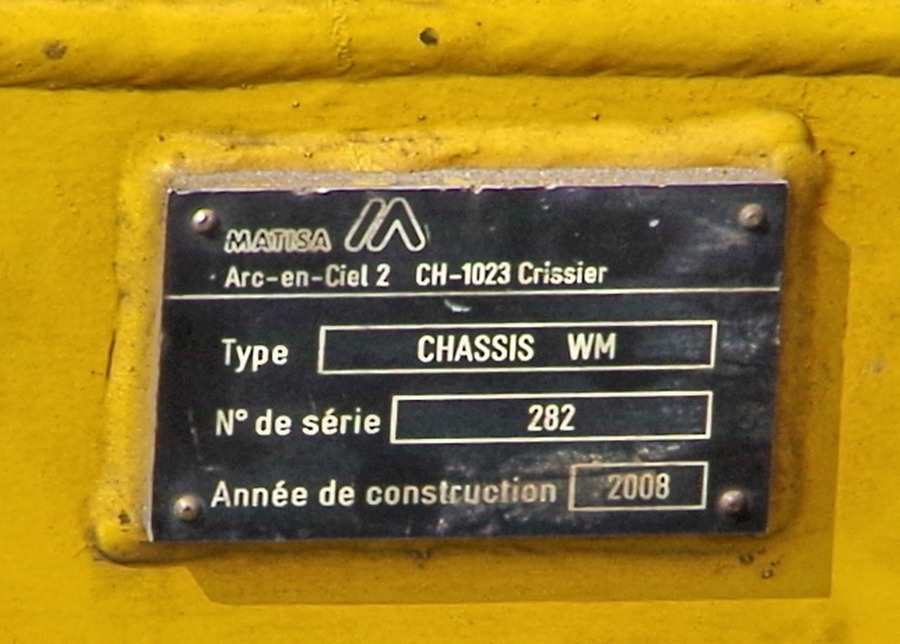 MATISA
Arc-en-Ciel 2 CH-1023 Crissier
Type CHASSIS WM
N° de série 282
Année de construction 2008